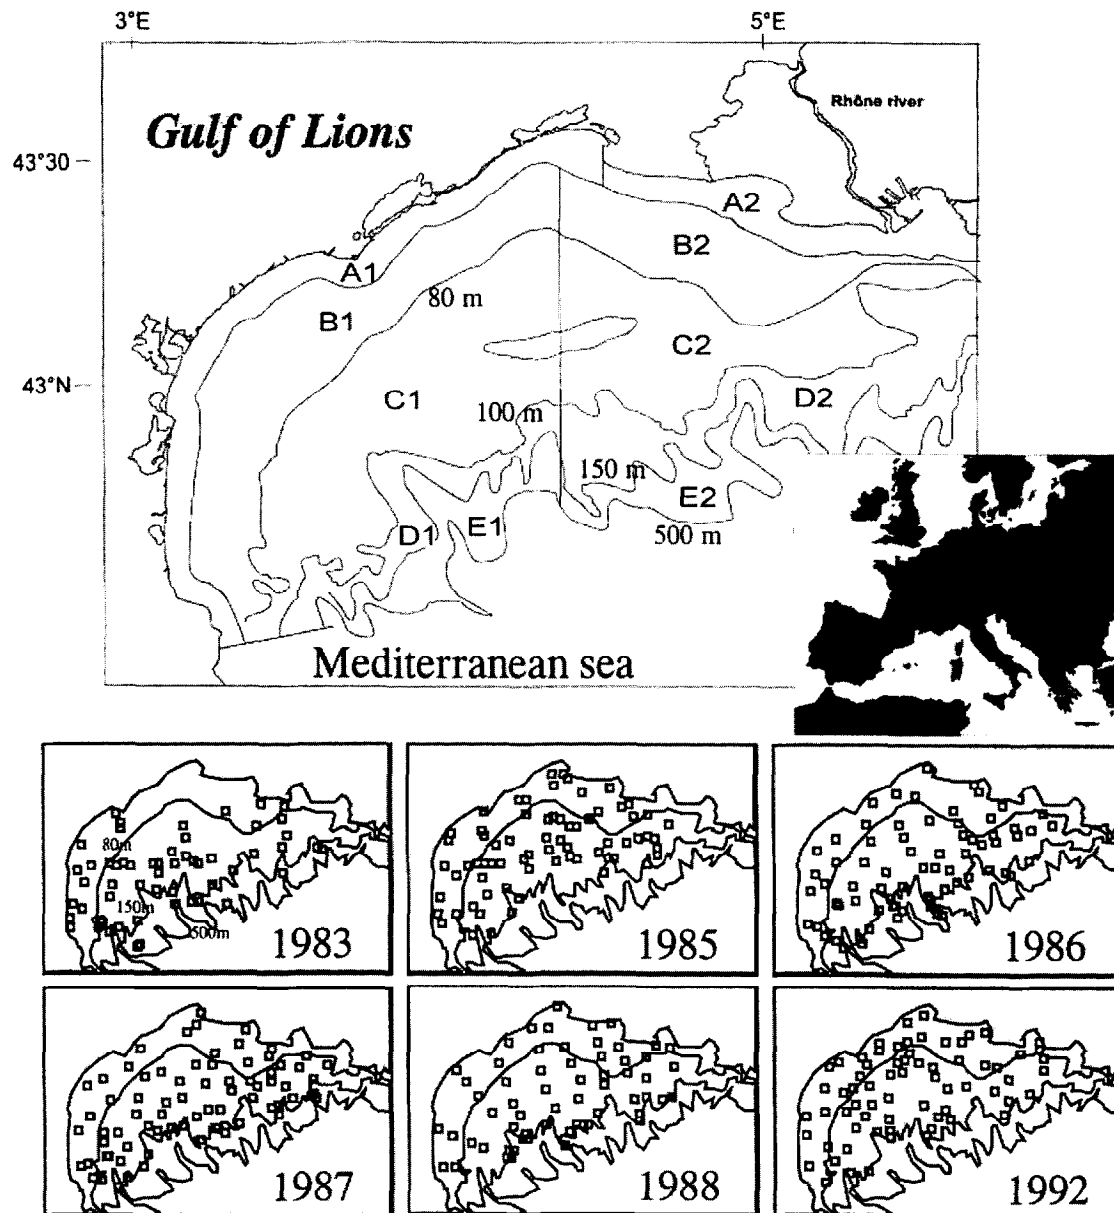 3°E 5°E
Rhône river
Gulf of Lions
43°30
A2
B2
A1
80 m
B1
C2
43°N
C1
D2
100 m
150 m
E2
E1
D1
500 m
Mediterranean sea
80m
150m
500m
1983
1985
1986
1987
1988
1992